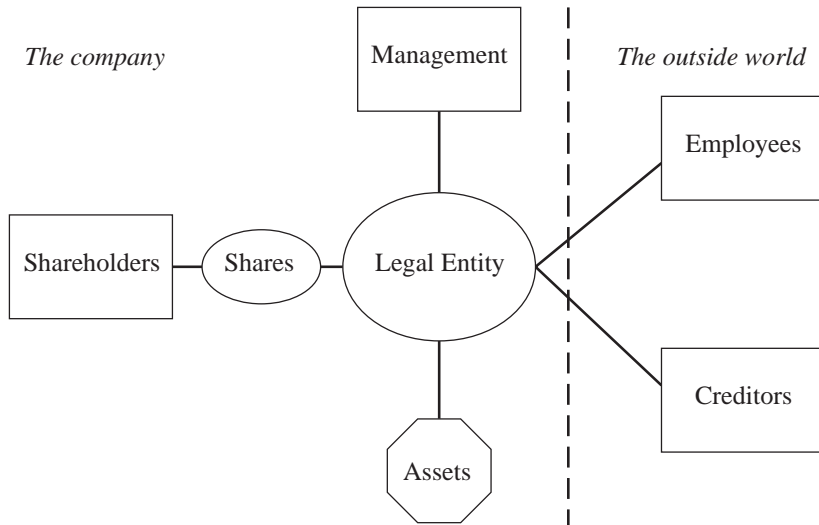 The company
Management
The outside world
Employees
Shareholders
Shares
Legal Entity
Creditors
Assets